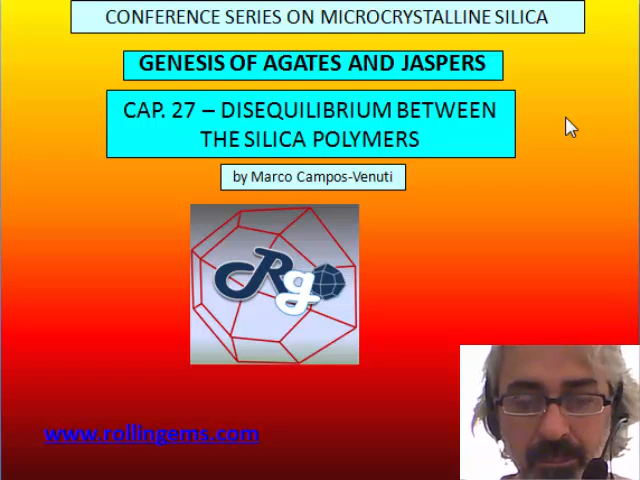 CONFERENCE SERIES ON MICROCRYSTALLINE SILICA
GENESIS OF AGATES AND JASPERS
CAP. 27 – DISEQUILIBRIUM BETWEEN
THE SILICA POLYMERS
by Marco Campos-Venuti
Rg
www.rollingems.com